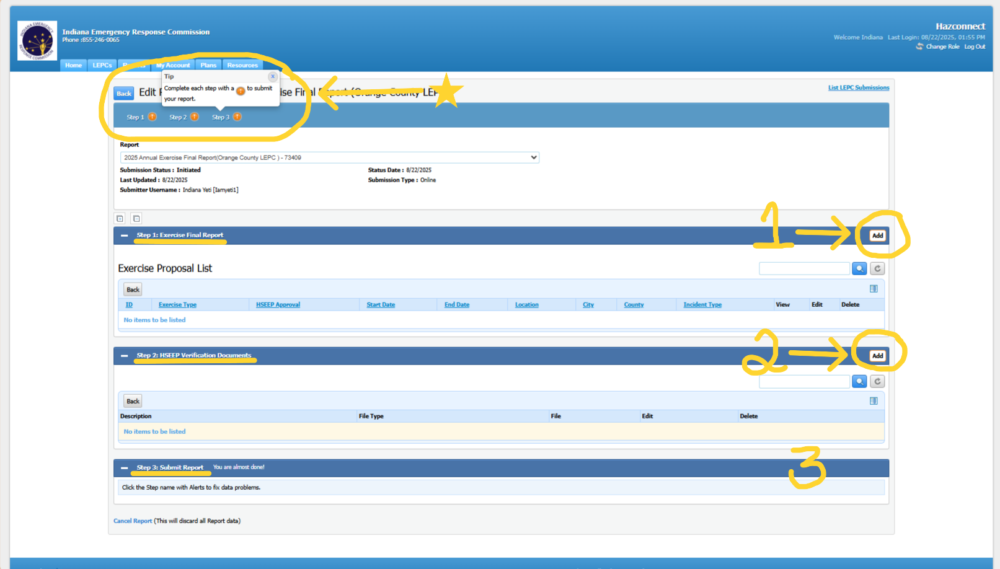 INDIANA EMERGENCY RESPONSE COMMISSION
Indiana Emergency Response Commission
Phone :855-246-0065
Hazconnect
Welcome Indiana Last Login: 08/22/2025, 01:55 PM
Change Role Log Out
Home LEPCs My Account Plans Resources
Tip x
Complete each step with a ! to submit
your report.
Back Edit Final Report (Orange County LEP
List LEPC Submissions
Step 1 ! Step 2 ! Step 3 !
Report
2025 Annual Exercise Final Report(Orange County LEPC ) - 73409
Submission Status : Initiated Status Date : 8/22/2025
Last Updated : 8/22/2025 Submission Type : Online
Submitter Username : Indiana Yeti [Iamyeti1]
Step 1: Exercise Final Report 1 Add
Exercise Proposal List
Back
ID Exercise Type HSEEP Approval Start Date End Date Location City County Incident Type View Edit Delete
No items to be listed
Step 2: HSEEP Verification Documents 2 Add
Back
Description File Type File Edit Delete
No items to be listed
Step 3: Submit Report You are almost done! 3
Click the Step name with Alerts to fix data problems.
Cancel Report (This will discard all Report data)